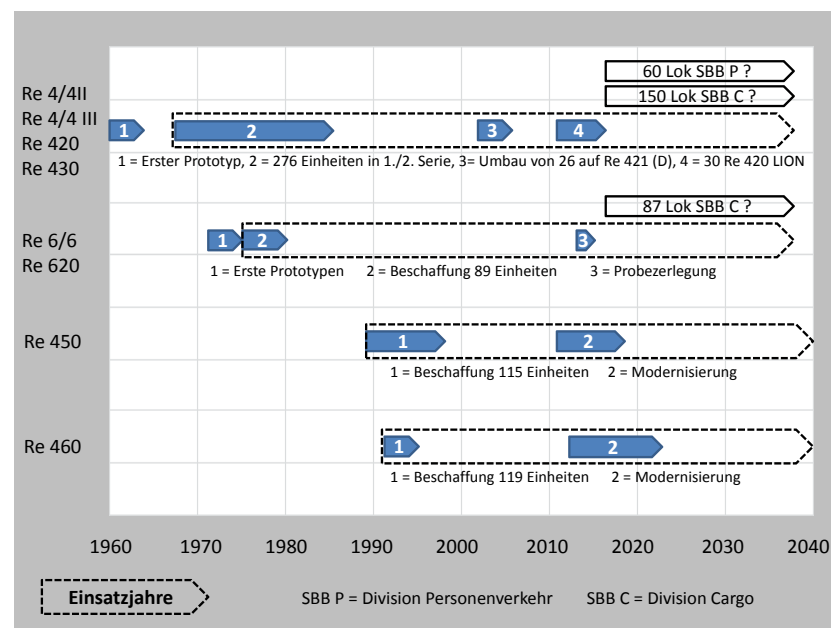 60 Lok SBB P ?
Re 4/4II
150 Lok SBB C ?
Re 4/4 III
1 2 3 4
Re 420
Re 430
1 = Erster Prototyp, 2 = 276 Einheiten in 1./2. Serie, 3= Umbau von 26 auf Re 421 (D), 4 = 30 Re 420 LION
87 Lok SBB C ?
Re 6/6
1 2 3
Re 620
1 = Erste Prototypen 2 = Beschaffung 89 Einheiten 3 = Probezerlegung
Re 450
1 2
1 = Beschaffung 115 Einheiten 2 = Modernisierung
Re 460
1 2
1 = Beschaffung 119 Einheiten 2 = Modernisierung
1960 1970 1980 1990 2000 2010 2020 2030 2040
Einsatzjahre SBB P = Division Personenverkehr SBB C = Division Cargo